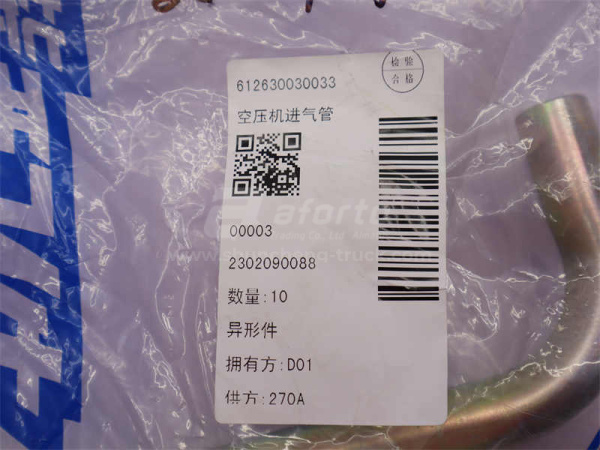 612630030033
检验
合格
空压机进气管
00003
2302090088
数量:10
异形件
拥有方:D01
供方:270A